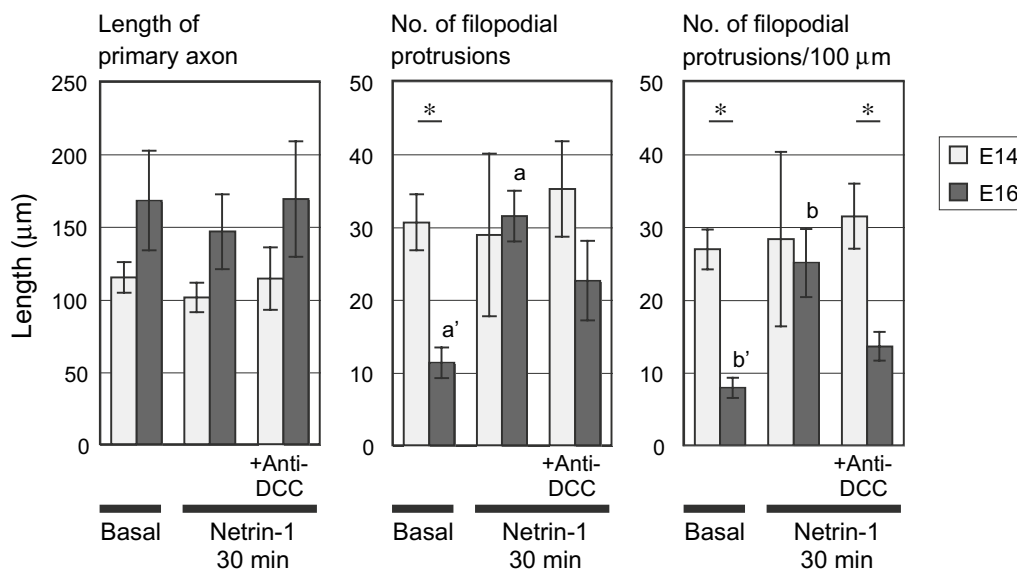 Length of
primary axon
Length (μm)
250
200
150
100
50
0
+Anti-
DCC
Basal
Netrin-1
30 min
No. of filopodial
protrusions
50
40
30
20
10
0
*
a'
a
+Anti-
DCC
Basal
Netrin-1
30 min
No. of filopodial
protrusions/100 μm
50
40
30
20
10
0
*
*
b'
b
+Anti-
DCC
Basal
Netrin-1
30 min
E14
E16